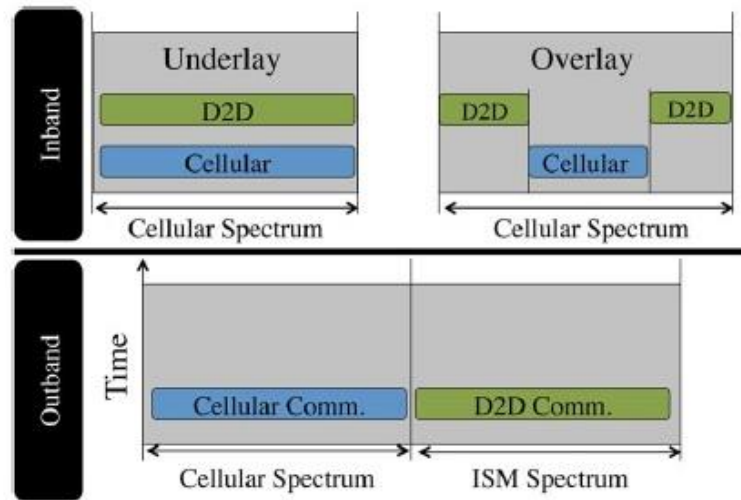 Inband
Underlay
D2D
Cellular
Cellular Spectrum
Overlay
D2D
D2D
Cellular
Cellular Spectrum
Outband
Time
Cellular Comm.
D2D Comm.
Cellular Spectrum
ISM Spectrum